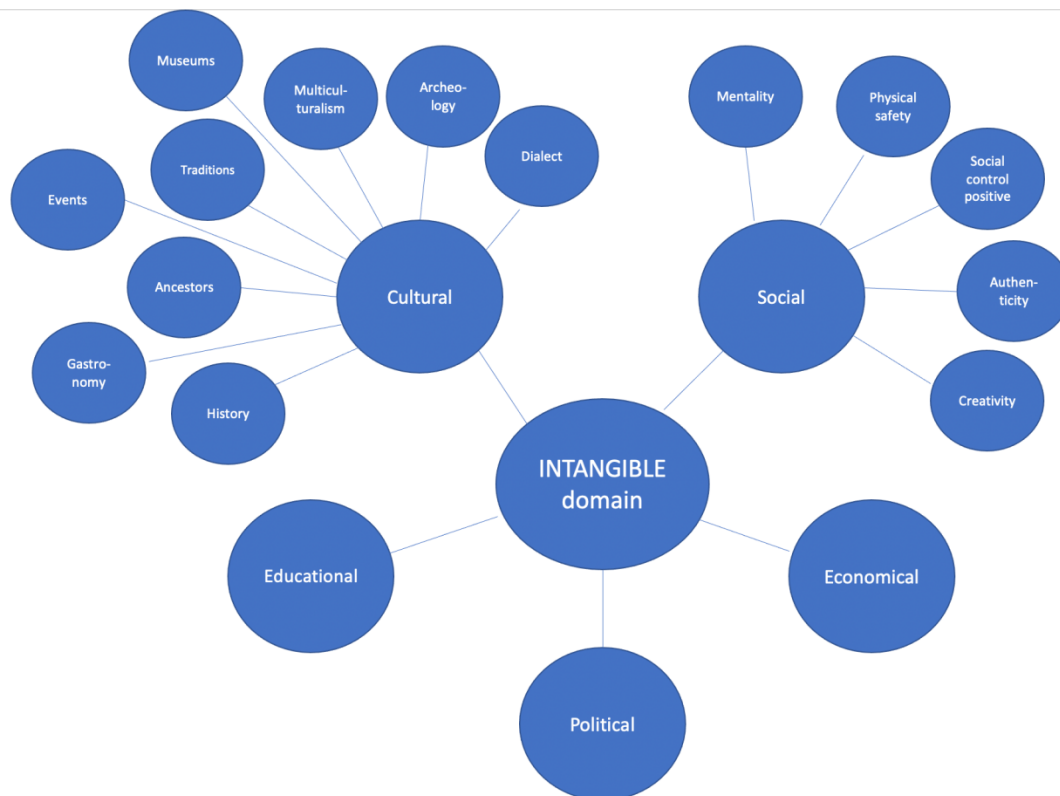 Museums
Multicul-
turalism
Archeo-
logy
Dialect
Traditions
Events
Ancestors
Gastro-
nomy
History
Cultural
Mentality
Physical
safety
Social
control
positive
Authen-
ticity
Creativity
Social
INTANGIBLE
domain
Educational
Economical
Political